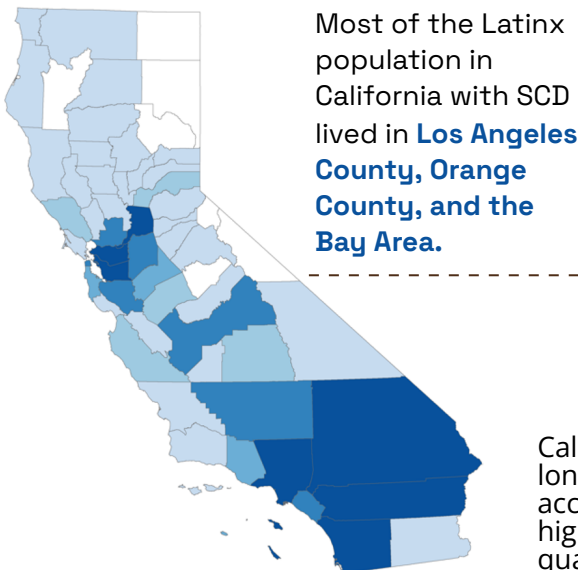 Most of the Latinx
population in
California with SCD
lived in Los Angeles
County, Orange
County, and the
Bay Area.
Cal
lon
acc
hig
qua